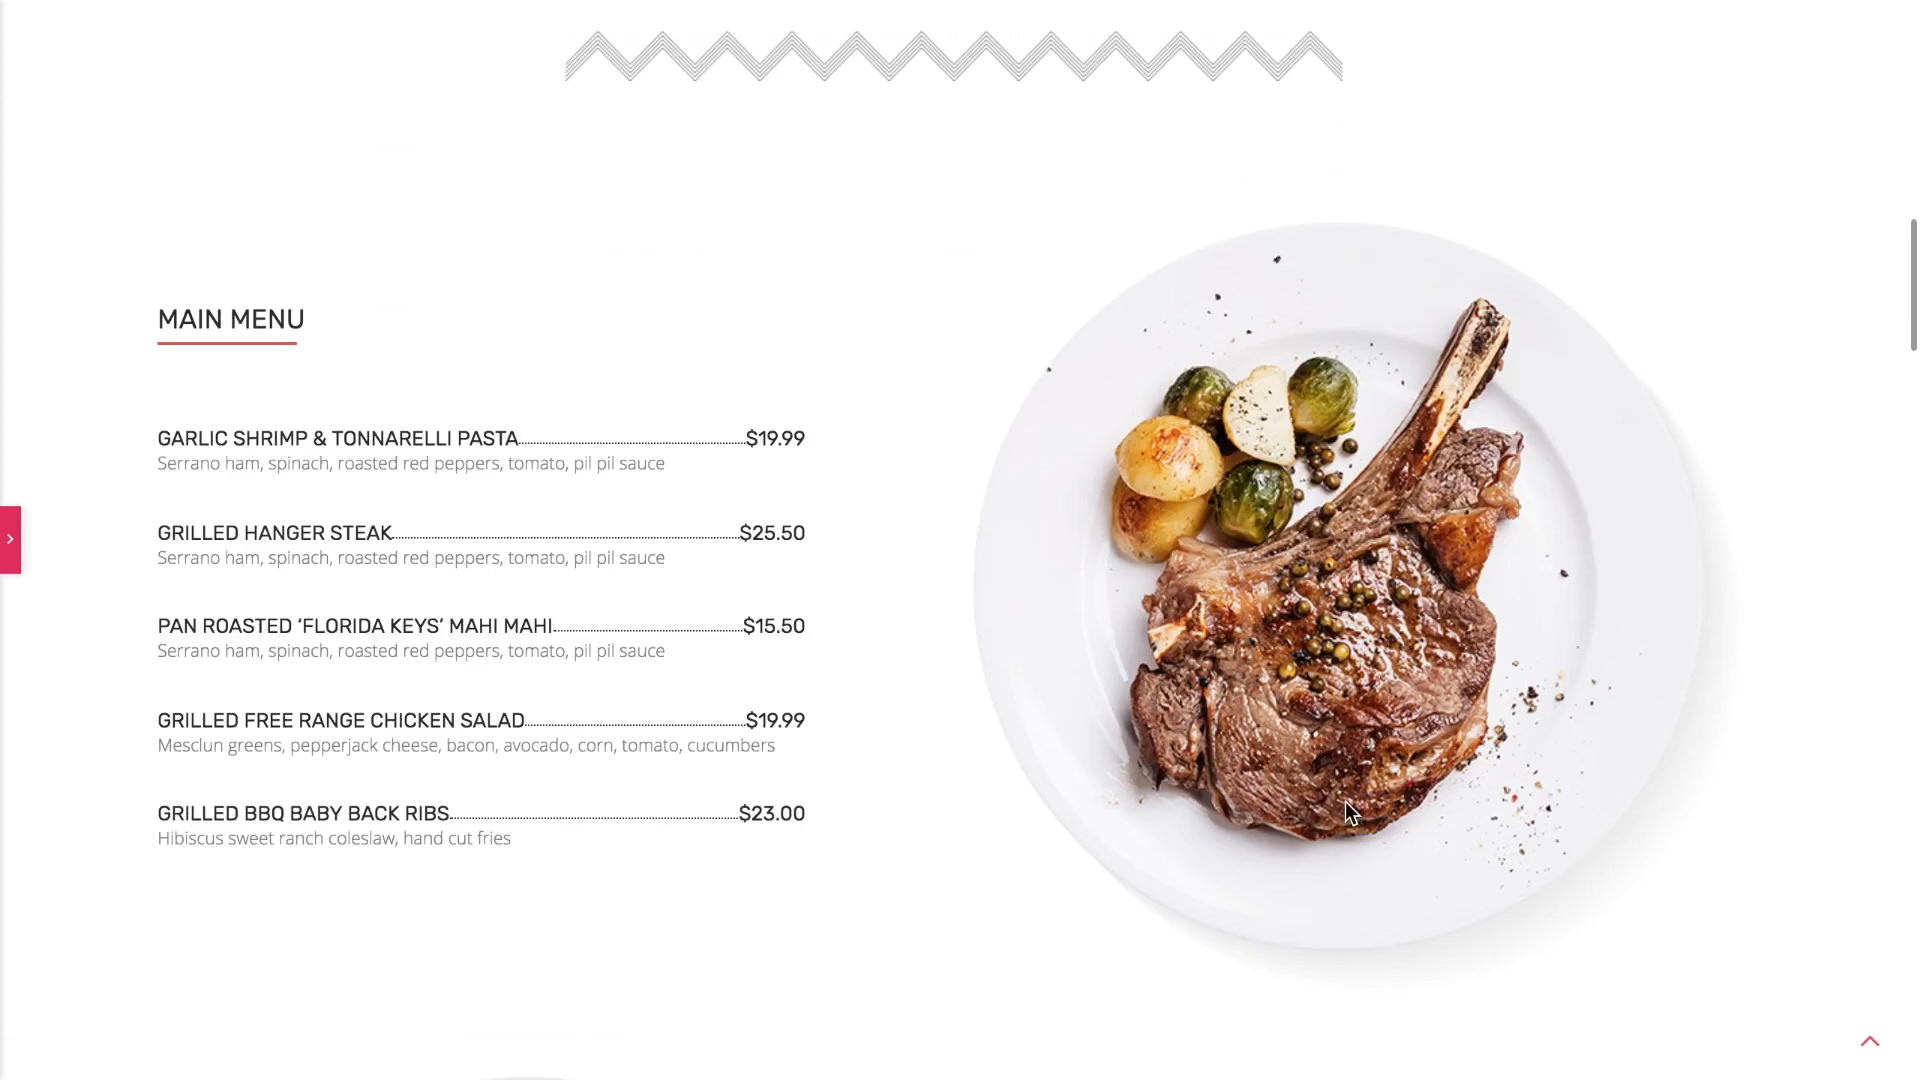 MAIN MENU
GARLIC SHRIMP & TONNARELLI PASTA $19.99
Serrano ham, spinach, roasted red peppers, tomato, pil pil sauce
GRILLED HANGER STEAK $25.50
Serrano ham, spinach, roasted red peppers, tomato, pil pil sauce
PAN ROASTED ‘FLORIDA KEYS’ MAHI MAHI $15.50
Serrano ham, spinach, roasted red peppers, tomato, pil pil sauce
GRILLED FREE RANGE CHICKEN SALAD $19.99
Mesclun greens, pepperjack cheese, bacon, avocado, corn, tomato, cucumbers
GRILLED BBQ BABY BACK RIBS $23.00
Hibiscus sweet ranch coleslaw, hand cut fries